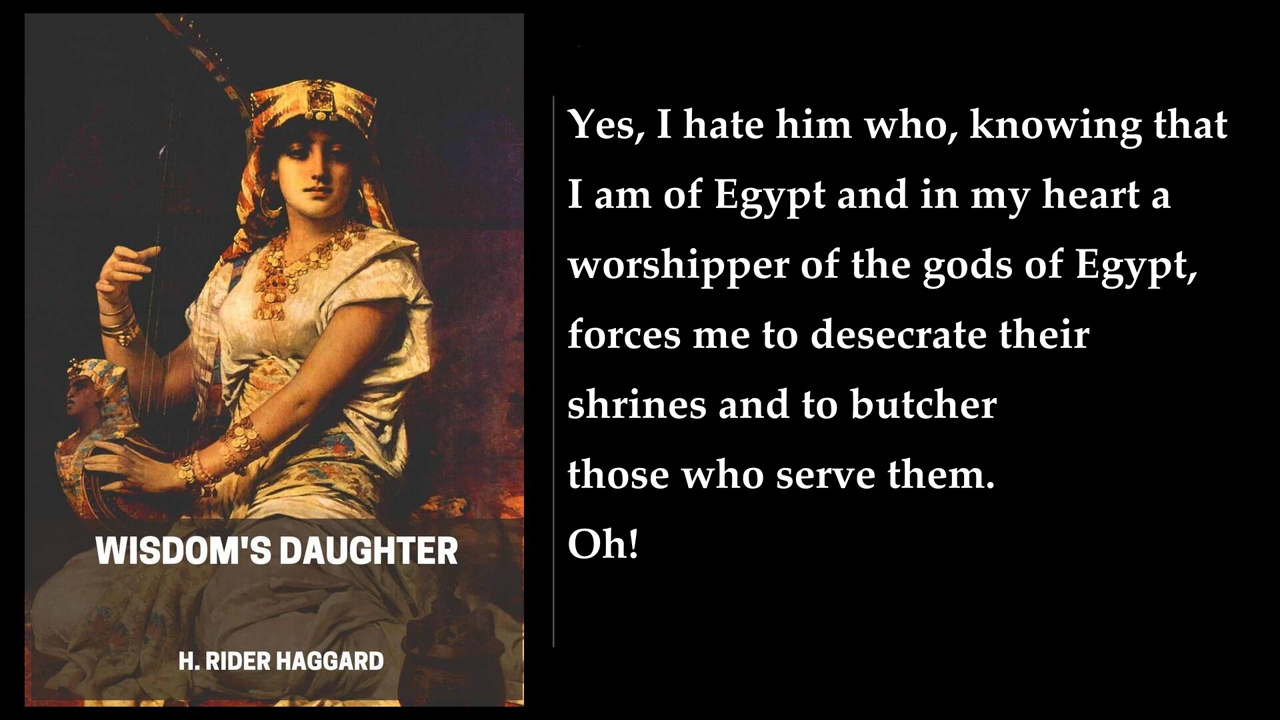 WISDOM'S DAUGHTER
H. RIDER HAGGARD
Yes, I hate him who, knowing that
I am of Egypt and in my heart a
worshipper of the gods of Egypt,
forces me to desecrate their
shrines and to butcher
those who serve them.
Oh!